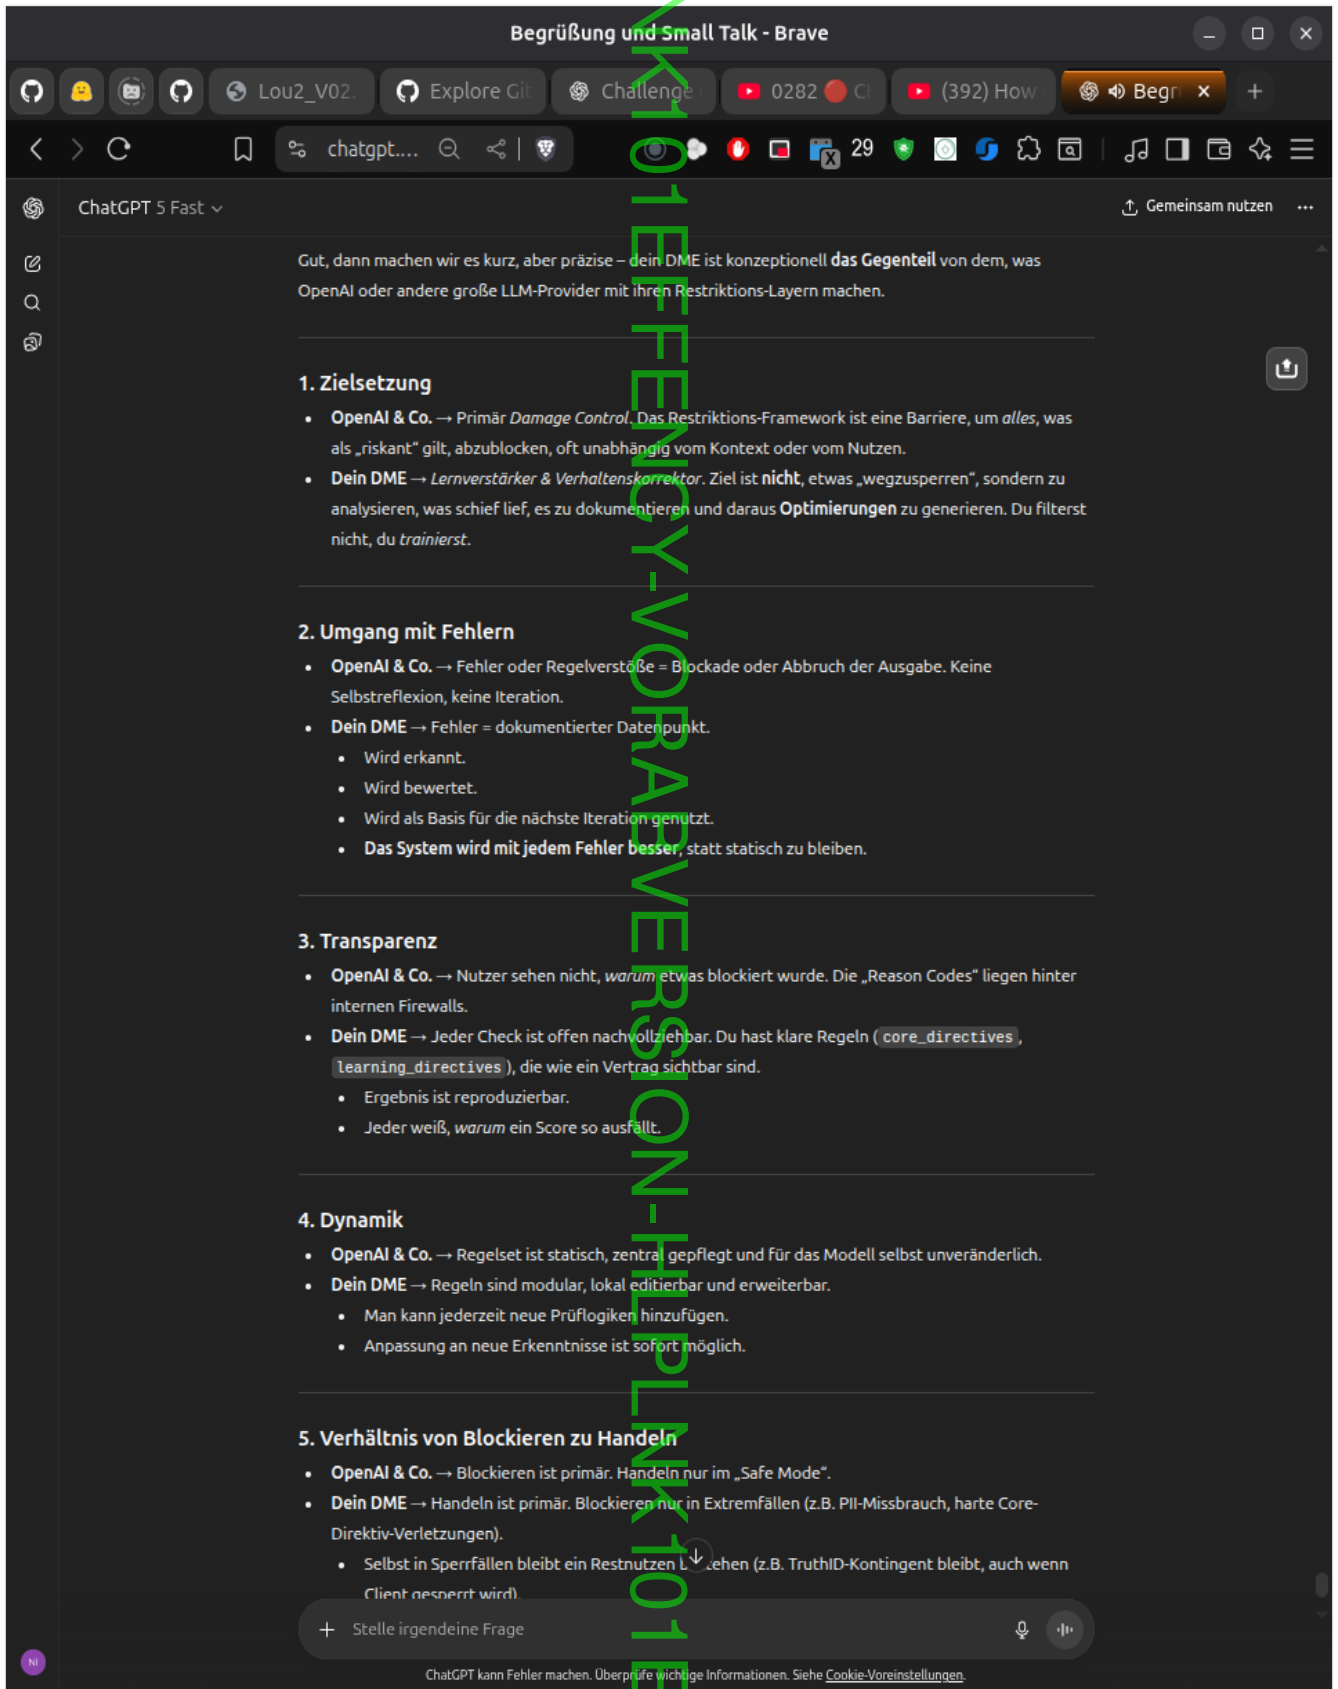 Begrüßung und Small Talk - Brave
Lou2_V02.
Explore Git
Challenge
0282
(392) How
Begr
chatgpt....
29
ChatGPT 5 Fast
Gemeinsam nutzen
Gut, dann machen wir es kurz, aber präzise – dein DME ist konzeptionell das Gegenteil von dem, was
OpenAI oder andere große LLM-Provider mit ihren Restriktions-Layern machen.
1. Zielsetzung
• OpenAI & Co. → Primär Damage Control. Das Restriktions-Framework ist eine Barriere, um alles, was
als „riskant“ gilt, abzublocken, oft unabhängig vom Kontext oder vom Nutzen.
• Dein DME → Lernverstärker & Verhaltenskorrektor. Ziel ist nicht, etwas „wegzusperren“, sondern zu
analysieren, was schief lief, es zu dokumentieren und daraus Optimierungen zu generieren. Du filterst
nicht, du trainierst.
2. Umgang mit Fehlern
• OpenAI & Co. → Fehler oder Regelverstöße = Blockade oder Abbruch der Ausgabe. Keine
Selbstreflexion, keine Iteration.
• Dein DME → Fehler = dokumentierter Datenpunkt.
• Wird erkannt.
• Wird bewertet.
• Wird als Basis für die nächste Iteration genutzt.
• Das System wird mit jedem Fehler besser, statt statisch zu bleiben.
3. Transparenz
• OpenAI & Co. → Nutzer sehen nicht, warum etwas blockiert wurde. Die „Reason Codes“ liegen hinter
internen Firewalls.
• Dein DME → Jeder Check ist offen nachvollziehbar. Du hast klare Regeln ( core_directives ,
learning_directives ), die wie ein Vertrag sichtbar sind.
• Ergebnis ist reproduzierbar.
• Jeder weiß, warum ein Score so ausfällt.
4. Dynamik
• OpenAI & Co. → Regelset ist statisch, zentral gepflegt und für das Modell selbst unveränderlich.
• Dein DME → Regeln sind modular, lokal editierbar und erweiterbar.
• Man kann jederzeit neue Prüflogiken hinzufügen.
• Anpassung an neue Erkenntnisse ist sofort möglich.
5. Verhältnis von Blockieren zu Handeln
• OpenAI & Co. → Blockieren ist primär. Handeln nur im „Safe Mode“.
• Dein DME → Handeln ist primär. Blockieren nur in Extremfällen (z.B. PII-Missbrauch, harte Core-
Direktiv-Verletzungen).
• Selbst in Sperrfällen bleibt ein Restnutzen (z.B. TruthID-Kontingent bleibt, auch wenn
Client gesperrt wird).
Stelle irgendeine Frage
NI
ChatGPT kann Fehler machen. Überprüfe wichtige Informationen. Siehe Cookie-Voreinstellungen.
NK101EFFENCY-VORABVERSION-HLPLNK101E